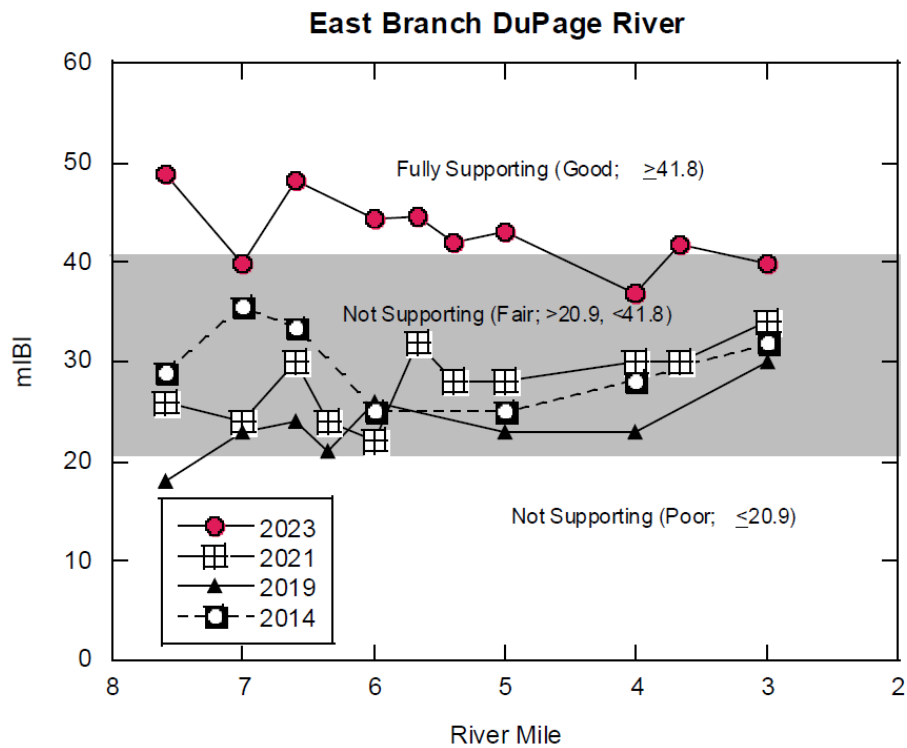 East Branch DuPage River
60
50
40
30
20
10
0
mIBI
Fully Supporting (Good; ≥41.8)
Not Supporting (Fair; >20.9, <41.8)
Not Supporting (Poor; ≤20.9)
2023
2021
2019
2014
8 7 6 5 4 3 2
River Mile